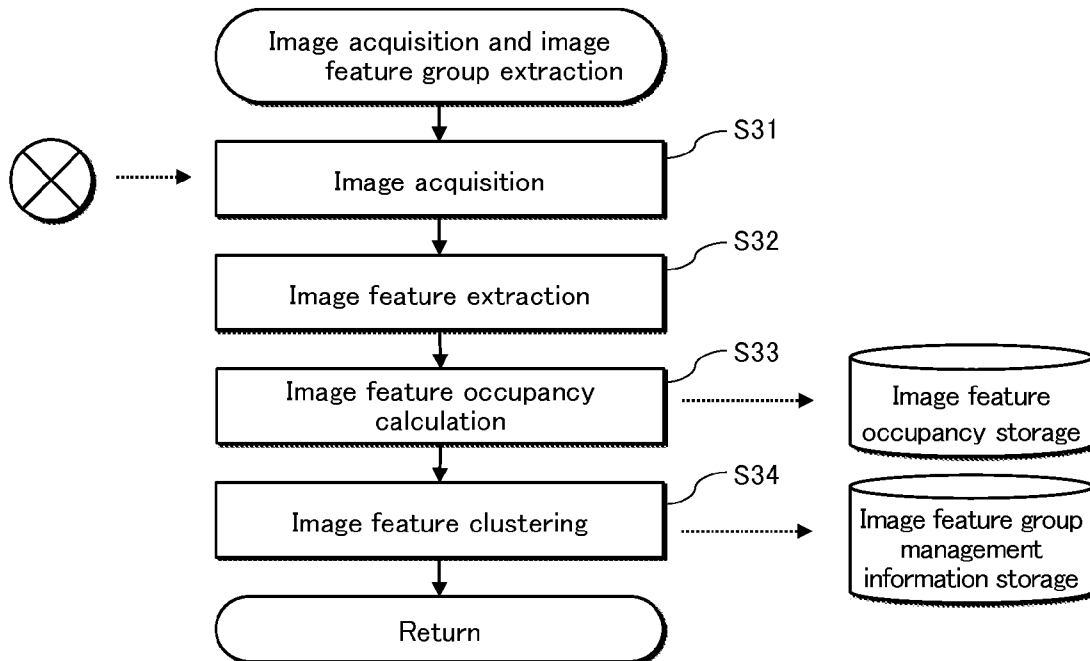 Image acquisition and image
feature group extraction
S31
Image acquisition
S32
Image feature extraction
S33
Image feature occupancy
calculation
Image feature
occupancy storage
S34
Image feature clustering
Image feature group
management
information storage
Return